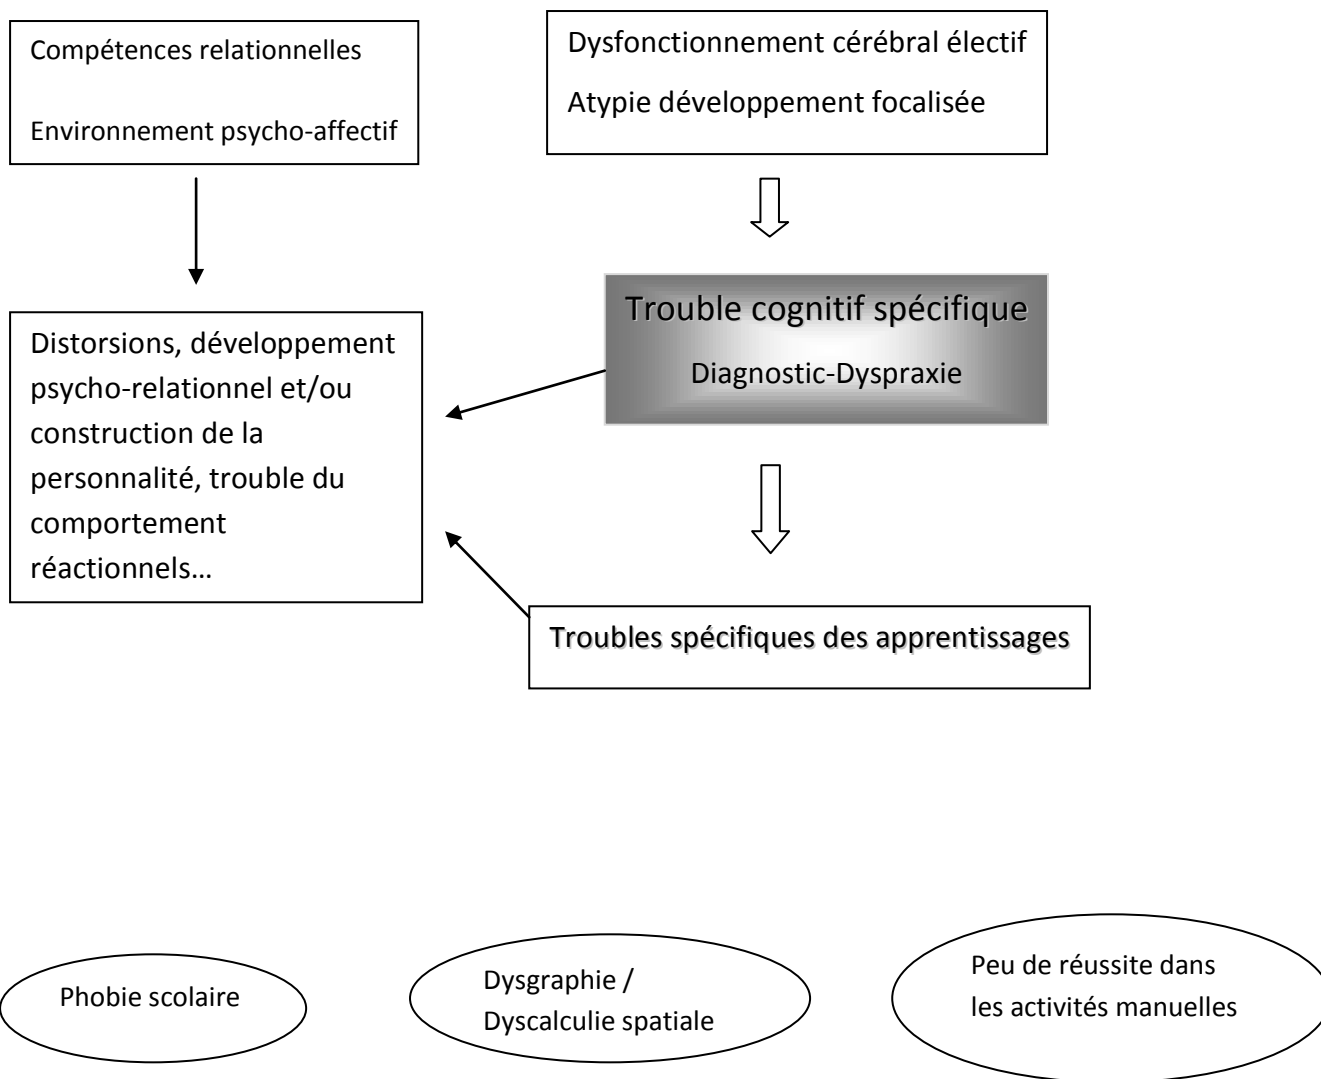 Compétences relationnelles
Environnement psycho-affectif
Dysfonctionnement cérébral électif
Atypie développement focalisée
Trouble cognitif spécifique
Diagnostic-Dyspraxie
Distorsions, développement
psycho-relationnel et/ou
construction de la
personnalité, trouble du
comportement
réactionnels...
Troubles spécifiques des apprentissages
Phobie scolaire
Dysgraphie /
Dyscalculie spatiale
Peu de réussite dans
les activités manuelles